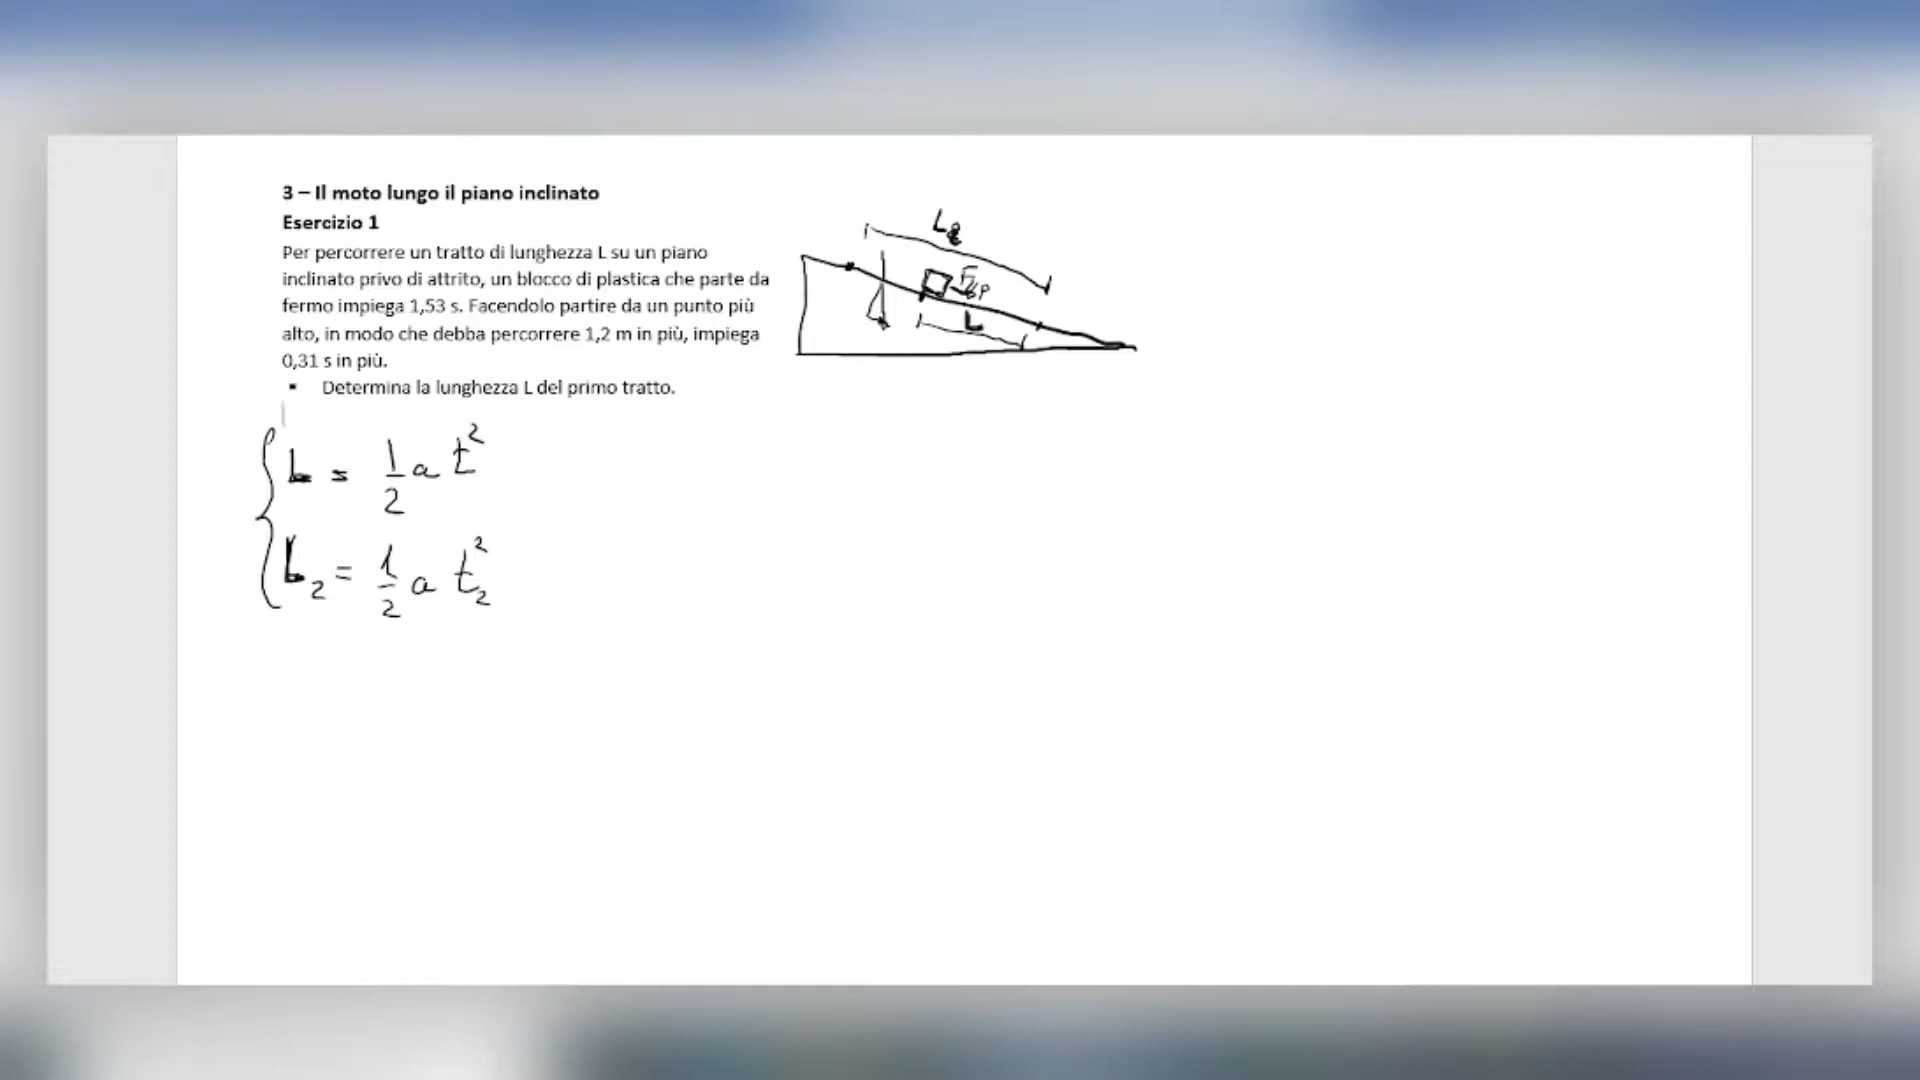 3 – Il moto lungo il piano inclinato
Esercizio 1
Per percorrere un tratto di lunghezza L su un piano
inclinato privo di attrito, un blocco di plastica che parte da
fermo impiega 1,53 s. Facendolo partire da un punto più
alto, in modo che debba percorrere 1,2 m in più, impiega
0,31 s in più.
▪ Determina la lunghezza L del primo tratto.
L₂
L
L = 1/2 a t²
L₂ = 1/2 a t₂²